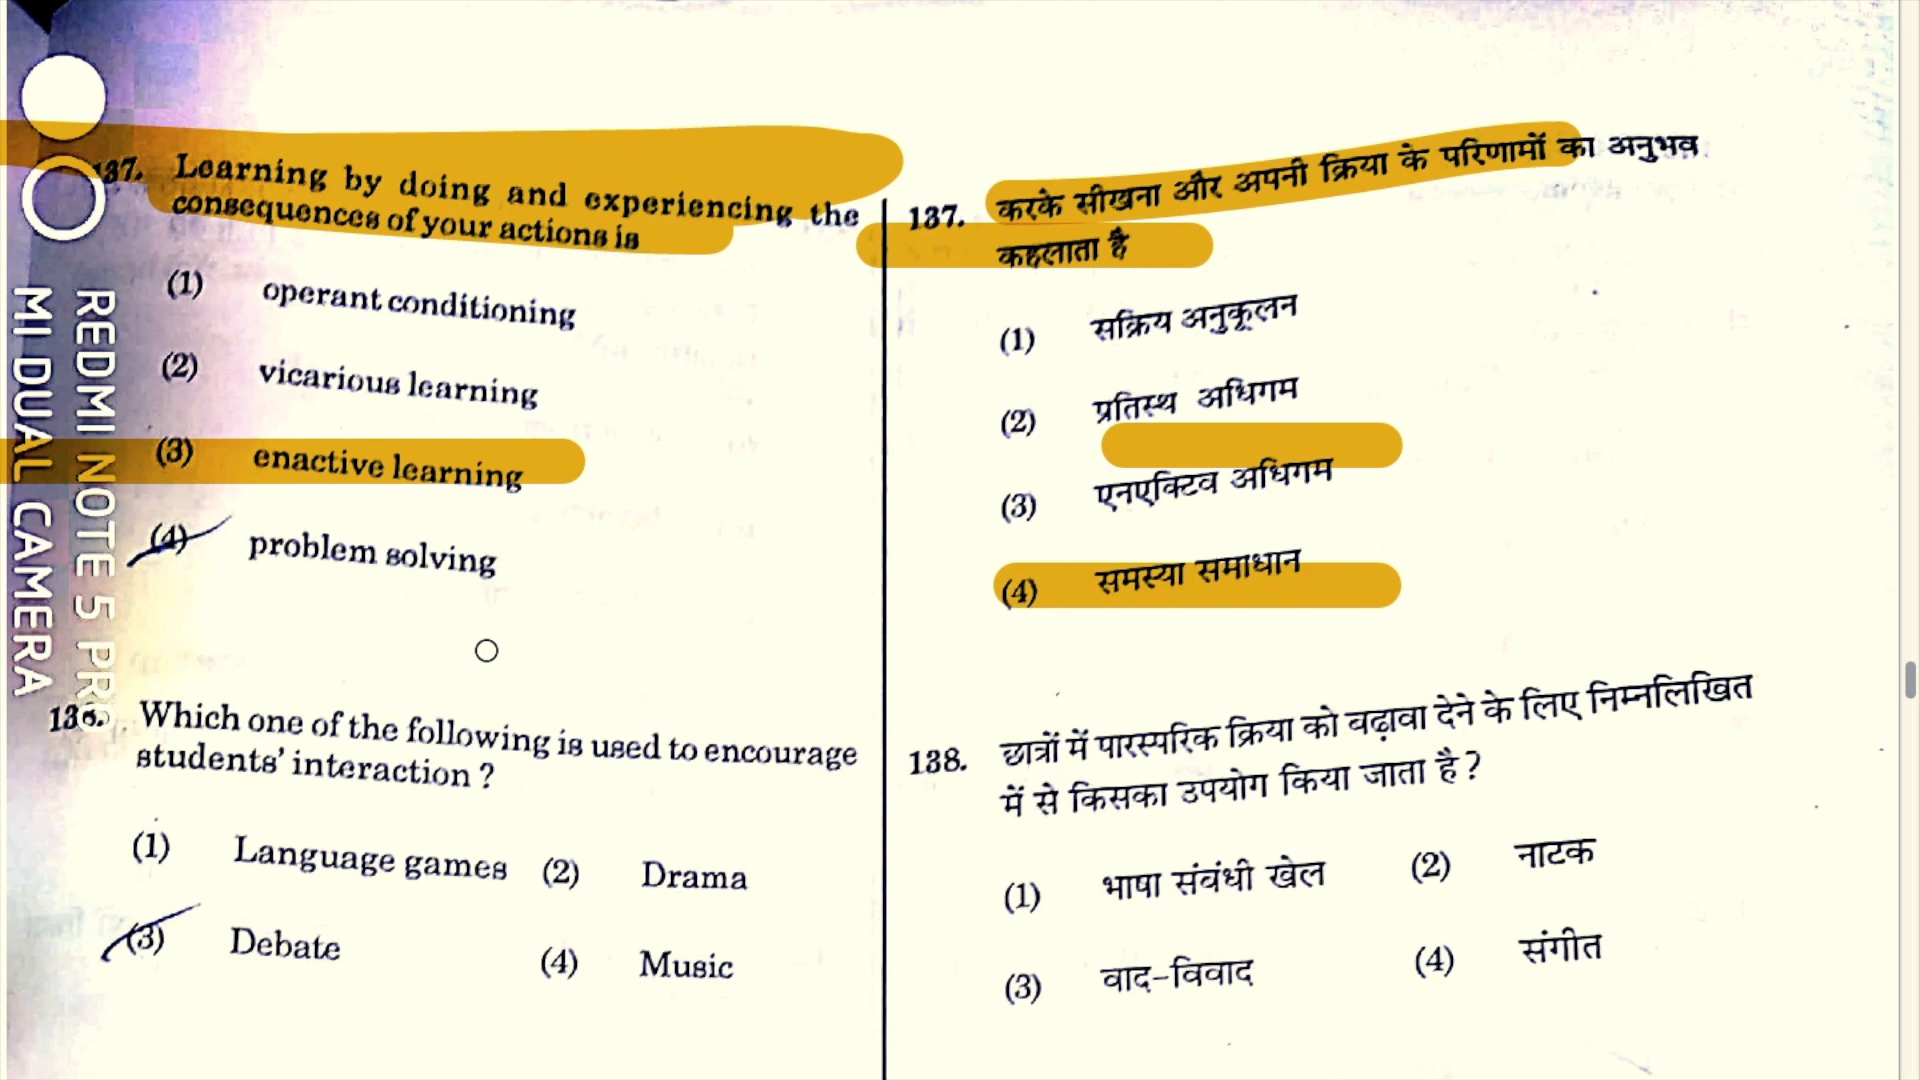 137. Learning by doing and experiencing the
consequences of your actions is
(1) operant conditioning
(2) vicarious learning
(3) enactive learning
(4) problem solving
138. Which one of the following is used to encourage
students' interaction ?
(1) Language games (2) Drama
(3) Debate (4) Music
137. करके सीखना और अपनी क्रिया के परिणामों का अनुभव
कहलाता है
(1) सक्रिय अनुकूलन
(2) प्रतिस्थ अधिगम
(3) एनएक्टिव अधिगम
(4) समस्या समाधान
138. छात्रों में पारस्परिक क्रिया को बढ़ावा देने के लिए निम्नलिखित
में से किसका उपयोग किया जाता है ?
(1) भाषा संबंधी खेल (2) नाटक
(3) वाद-विवाद (4) संगीत
REDMI NOTE 5 PRO
MI DUAL CAMERA